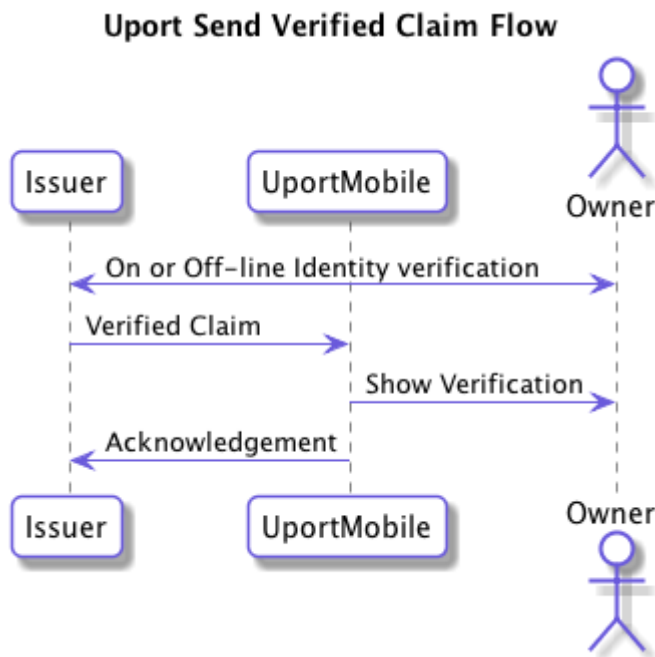 Uport Send Verified Claim Flow
Issuer
UportMobile
Owner
On or Off-line Identity verification
Verified Claim
Show Verification
Acknowledgement
Issuer
UportMobile
Owner